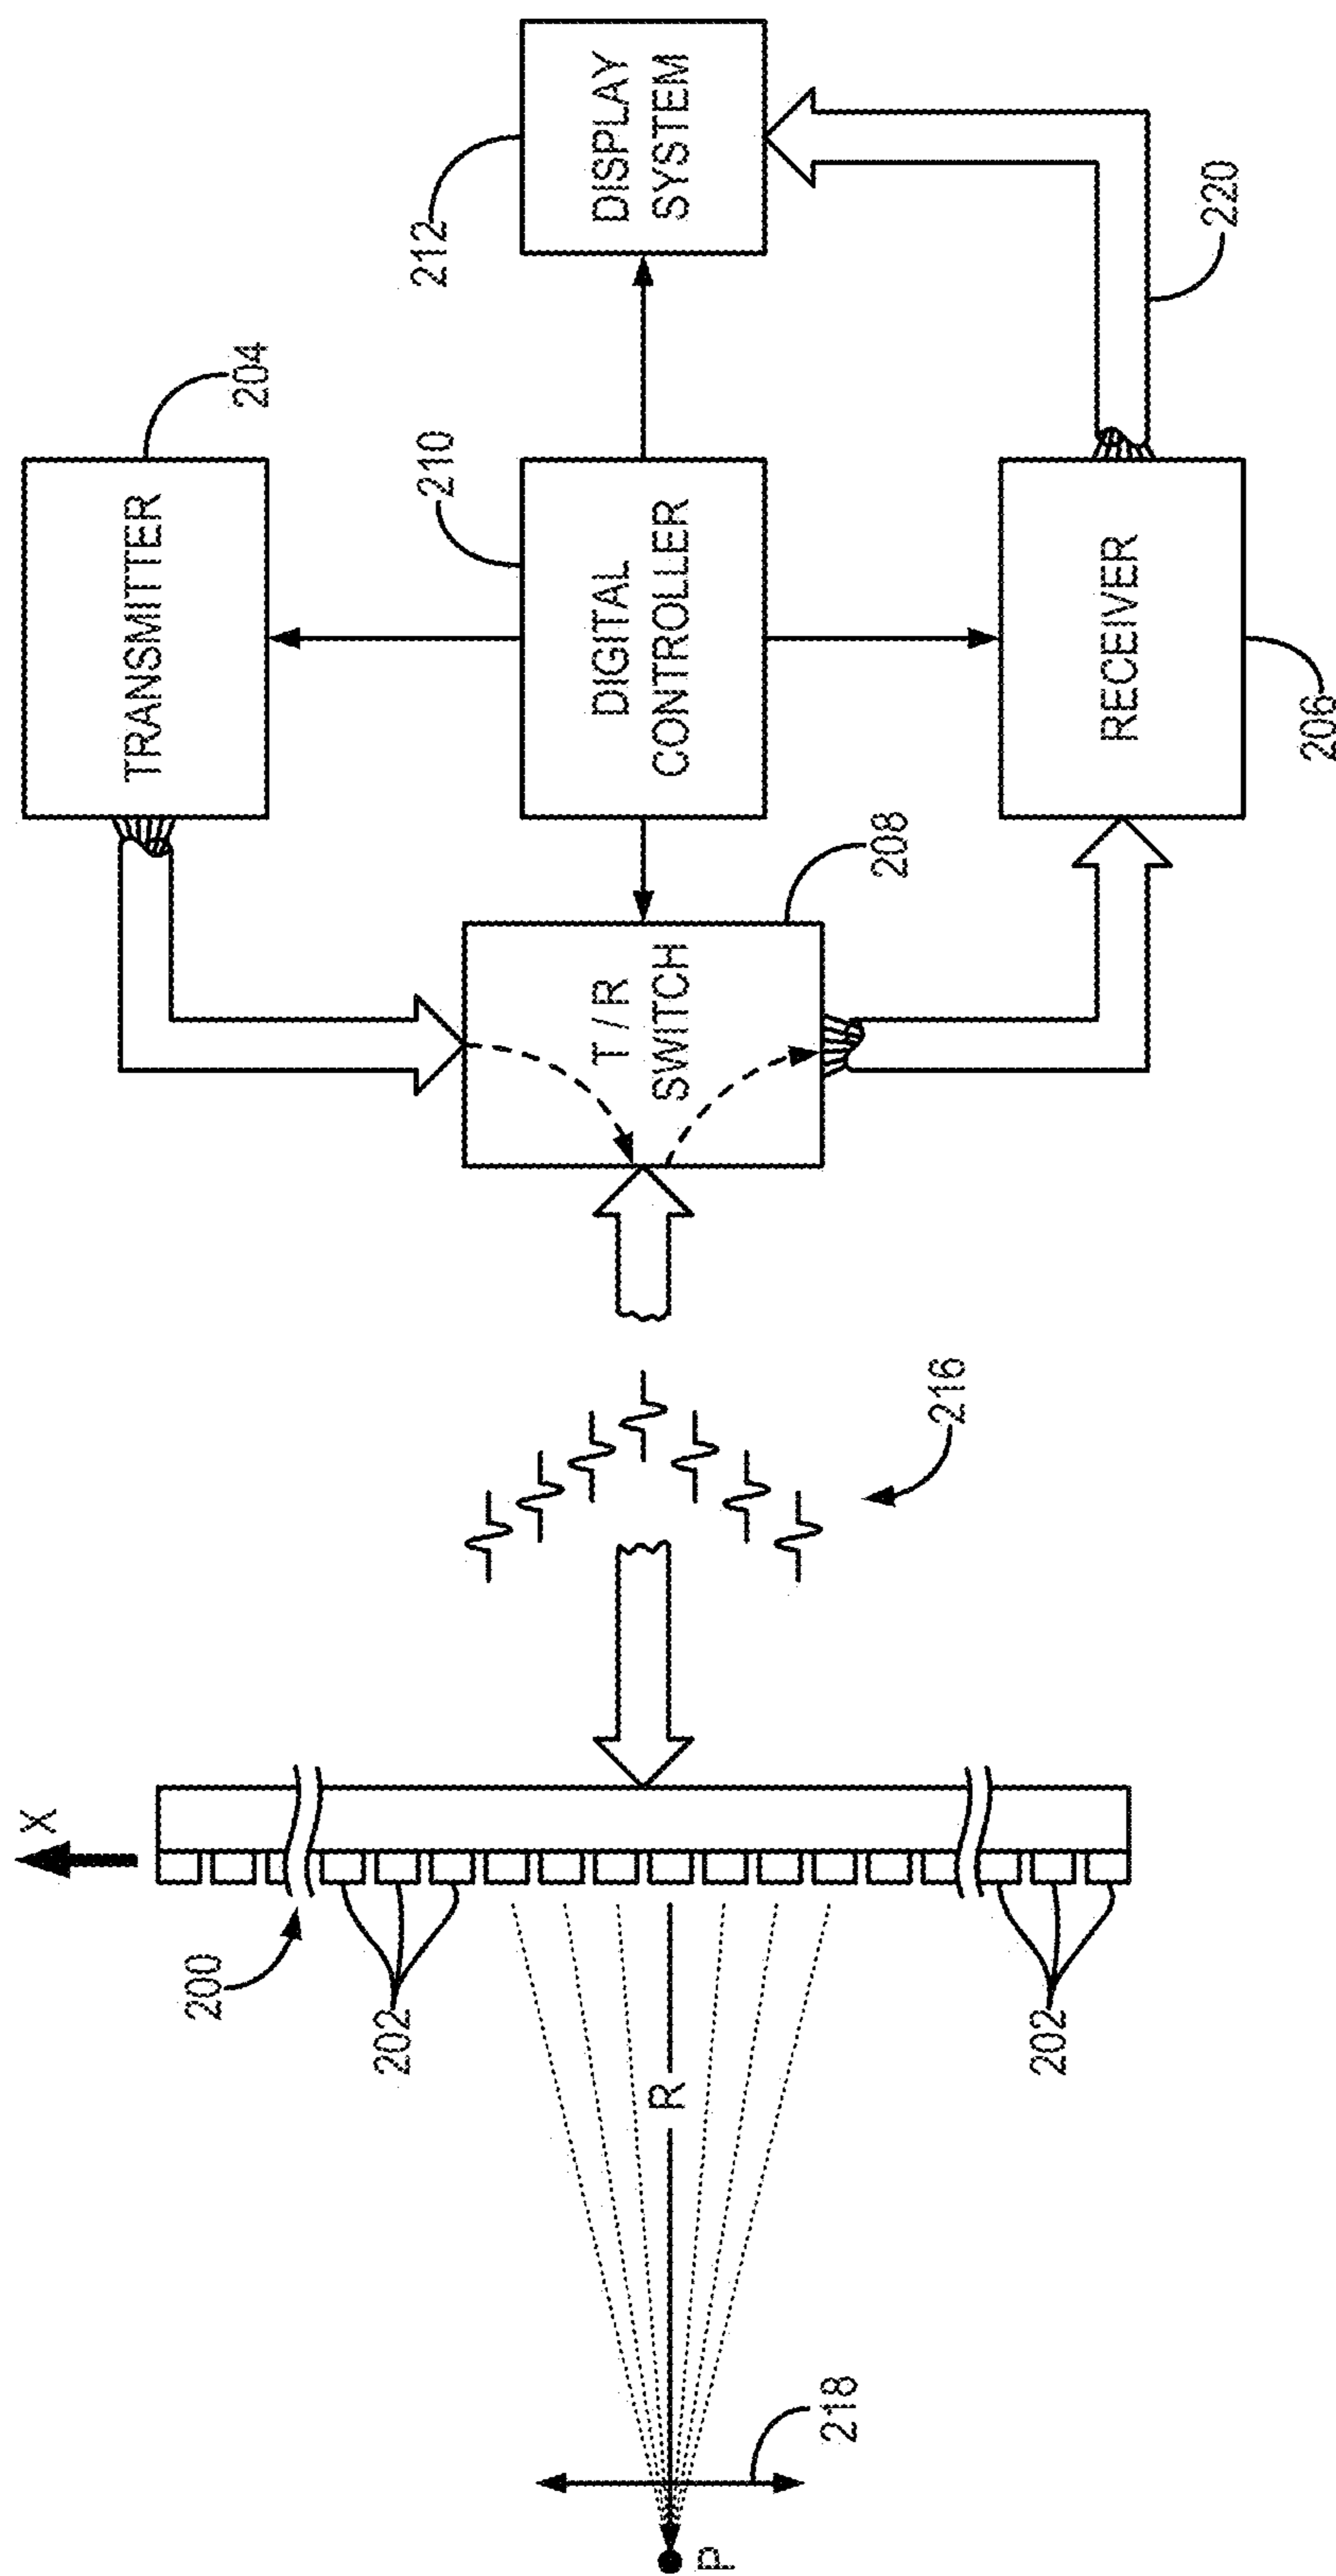 X
200
202
202
R
P
218
216
TRANSMITTER
204
T / R
SWITCH
208
DIGITAL
CONTROLLER
210
DISPLAY
SYSTEM
212
RECEIVER
206
220